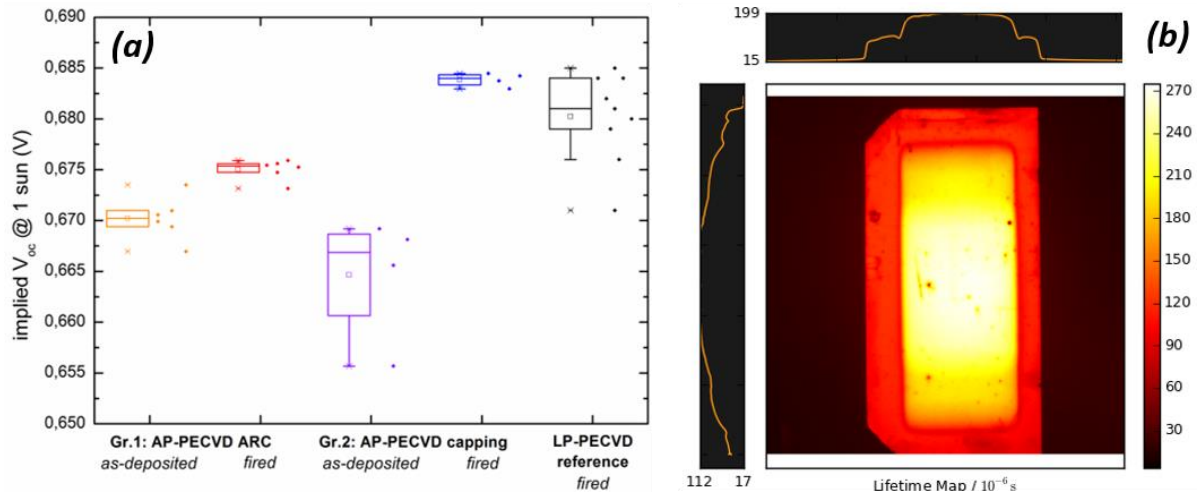 (a)
0,690
0,685
0,680
0,675
0,670
0,665
0,660
0,655
0,650
implied Voc @ 1 sun (V)
Gr.1: AP-PECVD ARC
as-deposited fired
Gr.2: AP-PECVD capping
as-deposited fired
LP-PECVD
reference
fired
(b)
199
15
112 17
270
240
210
180
150
120
90
60
30
Lifetime Map / 10⁻⁶ s